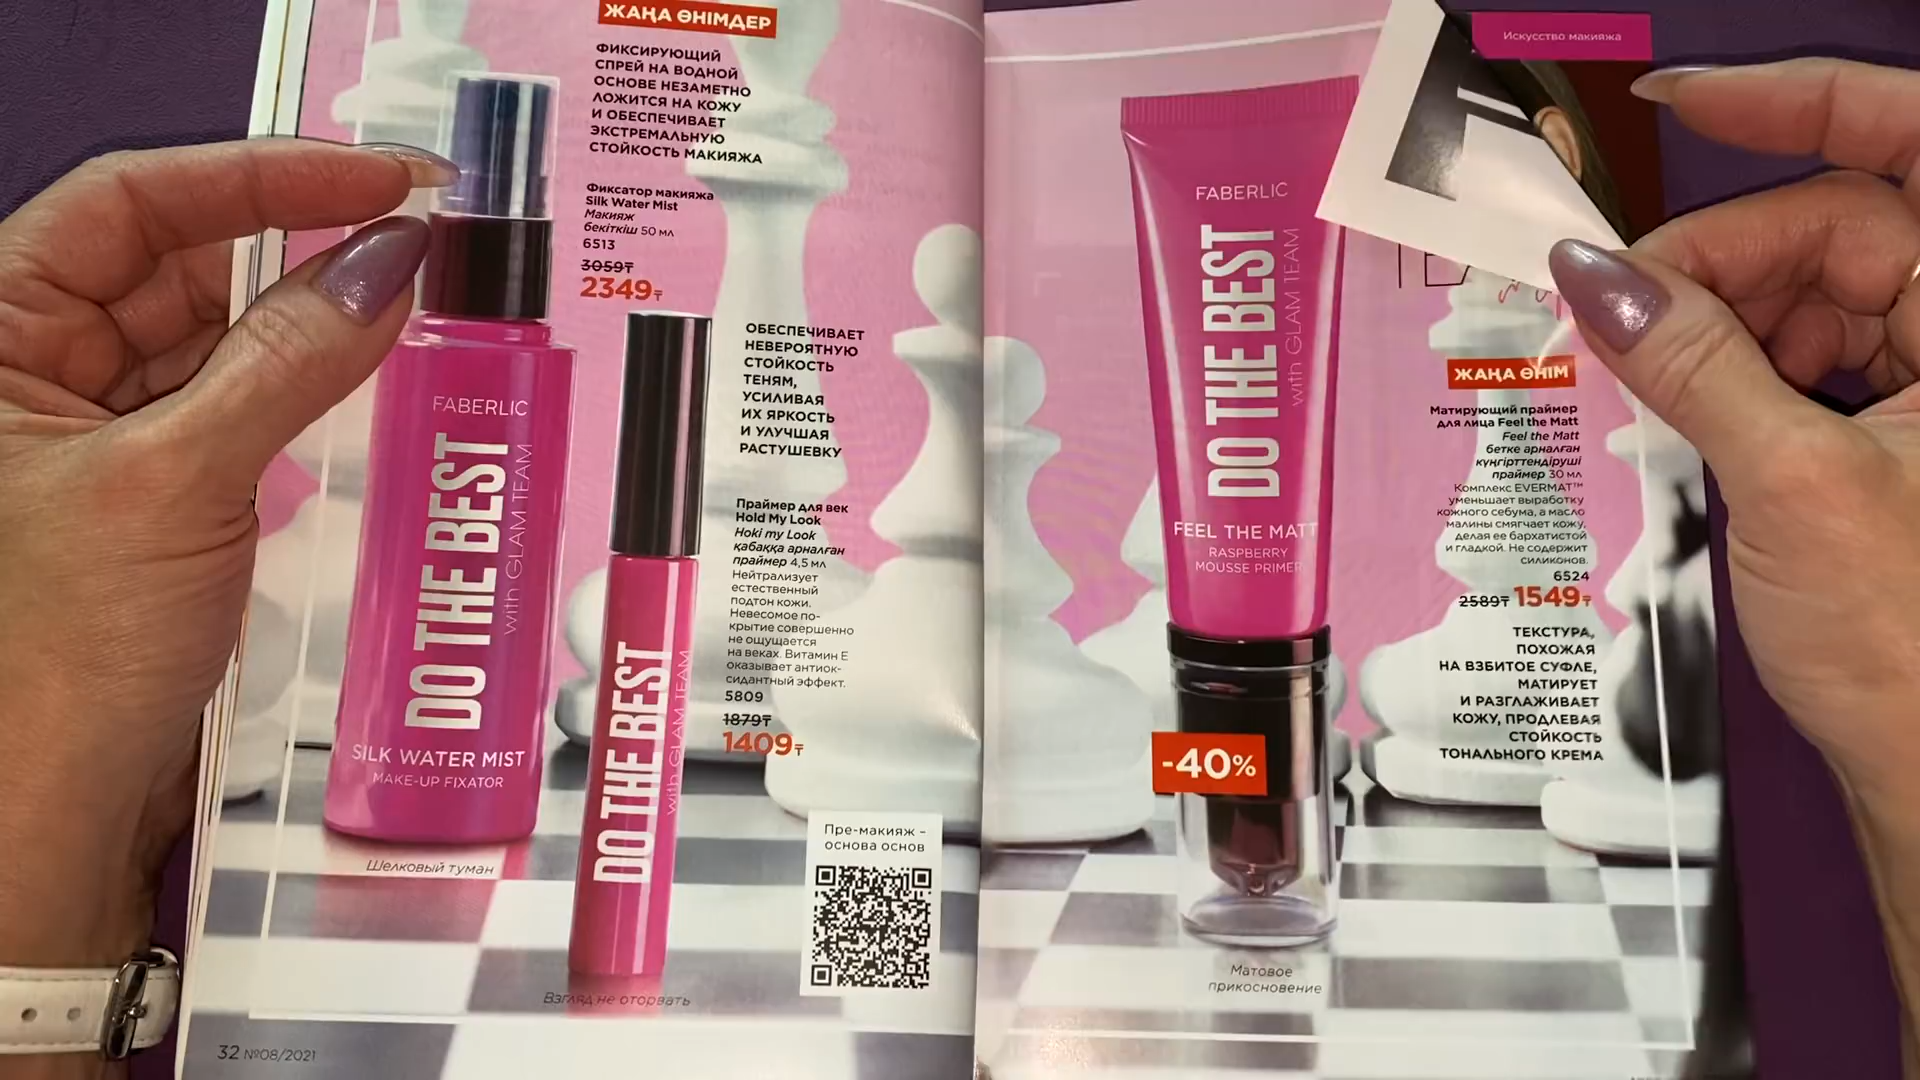 ЖАҢА ӨНІМДЕР
ФИКСИРУЮЩИЙ
СПРЕЙ НА ВОДНОЙ
ОСНОВЕ НЕЗАМЕТНО
ЛОЖИТСЯ НА КОЖУ
И ОБЕСПЕЧИВАЕТ
ЭКСТРЕМАЛЬНУЮ
СТОЙКОСТЬ МАКИЯЖА
Фиксатор макияжа
Silk Water Mist
Макияж
бекіткіш 50 мл
6513
3059₸
2349₸
FABERLIC
DO THE BEST
with GLAM TEAM
SILK WATER MIST
MAKE-UP FIXATOR
Шелковый туман
ОБЕСПЕЧИВАЕТ
НЕВЕРОЯТНУЮ
СТОЙКОСТЬ
ТЕНЯМ,
УСИЛИВАЯ
ИХ ЯРКОСТЬ
И УЛУЧШАЯ
РАСТУШЕВКУ
Праймер для век
Hold My Look
Hoki my Look
қабаққа арналған
праймер 4,5 мл
Нейтрализует
естественный
подтон кожи.
Невесомое по-
крытие совершенно
не ощущается
на веках. Витамин Е
оказывает антиок-
сидантный эффект.
5809
1879₸
1409₸
DO THE BEST
with GLAM TEAM
Взгляд не оторвать
Пре-макияж –
основа основ
32 №08/2021
Искусство макияжа
FABERLIC
DO THE BEST
with GLAM TEAM
FEEL THE MATT
RASPBERRY
MOUSSE PRIMER
-40%
Матовое
прикосновение
ЖАҢА ӨНІМ
Матирующий праймер
для лица Feel the Matt
Feel the Matt
бетке арналған
күңгірттендіруші
праймер 30 мл
Комплекс EVERMAT™
уменьшает выработку
кожного себума, а масло
малины смягчает кожу,
делая ее бархатистой
и гладкой. Не содержит
силиконов.
6524
2589₸ 1549₸
ТЕКСТУРА,
ПОХОЖАЯ
НА ВЗБИТОЕ СУФЛЕ,
МАТИРУЕТ
И РАЗГЛАЖИВАЕТ
КОЖУ, ПРОДЛЕВАЯ
СТОЙКОСТЬ
ТОНАЛЬНОГО КРЕМА